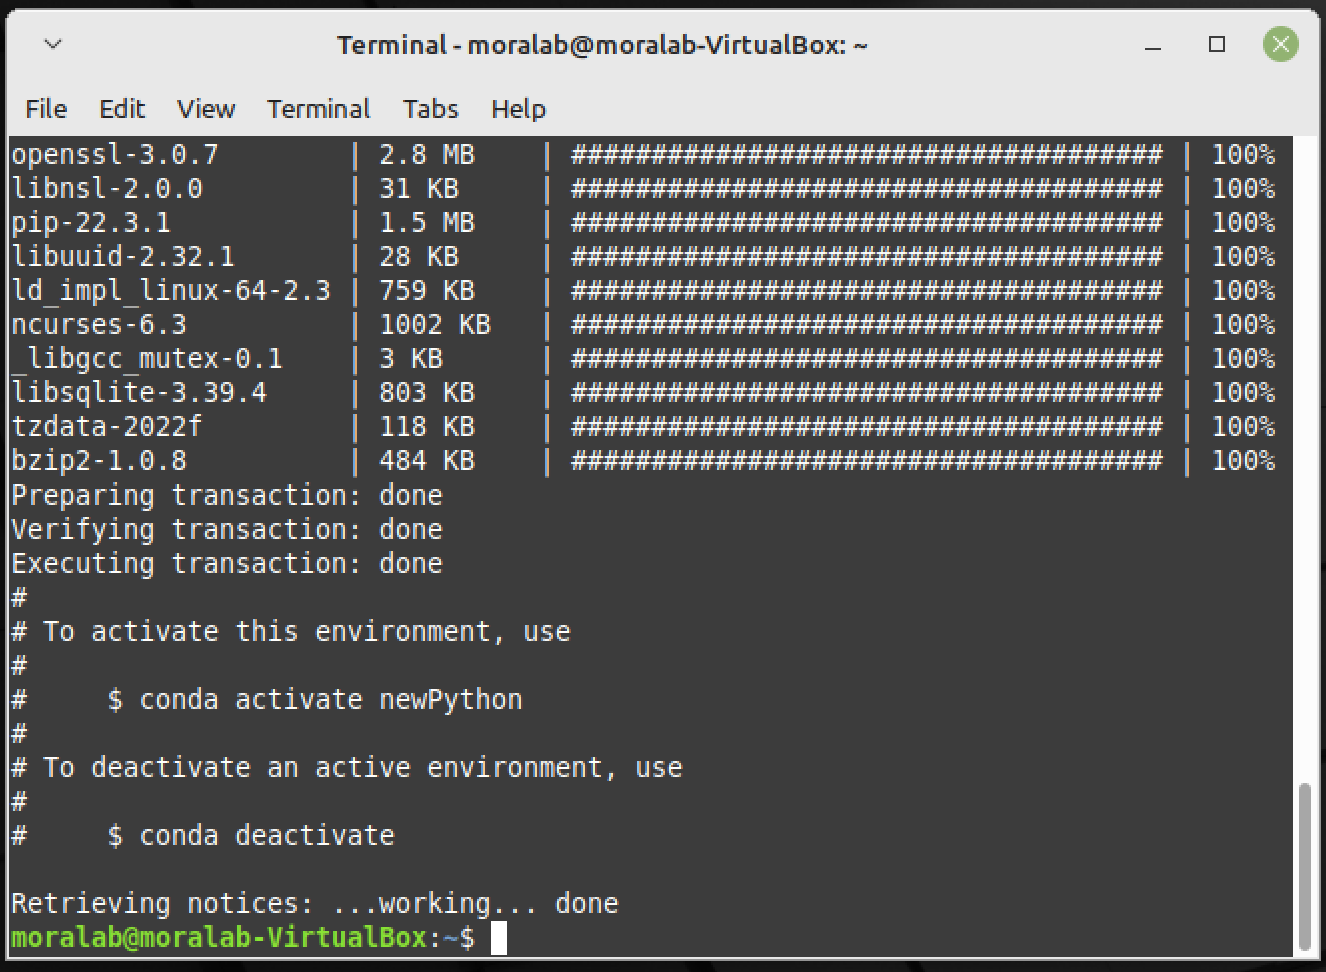 Terminal - moralab@moralab-VirtualBox: ~
File Edit View Terminal Tabs Help
openssl-3.0.7 | 2.8 MB | ##################################### | 100%
libnsl-2.0.0 | 31 KB | ##################################### | 100%
pip-22.3.1 | 1.5 MB | ##################################### | 100%
libuuid-2.32.1 | 28 KB | ##################################### | 100%
ld_impl_linux-64-2.3 | 759 KB | ##################################### | 100%
ncurses-6.3 | 1002 KB | ##################################### | 100%
_libgcc_mutex-0.1 | 3 KB | ##################################### | 100%
libsqlite-3.39.4 | 803 KB | ##################################### | 100%
tzdata-2022f | 118 KB | ##################################### | 100%
bzip2-1.0.8 | 484 KB | ##################################### | 100%
Preparing transaction: done
Verifying transaction: done
Executing transaction: done
#
# To activate this environment, use
#
#     $ conda activate newPython
#
# To deactivate an active environment, use
#
#     $ conda deactivate
Retrieving notices: ...working... done
moralab@moralab-VirtualBox:~$